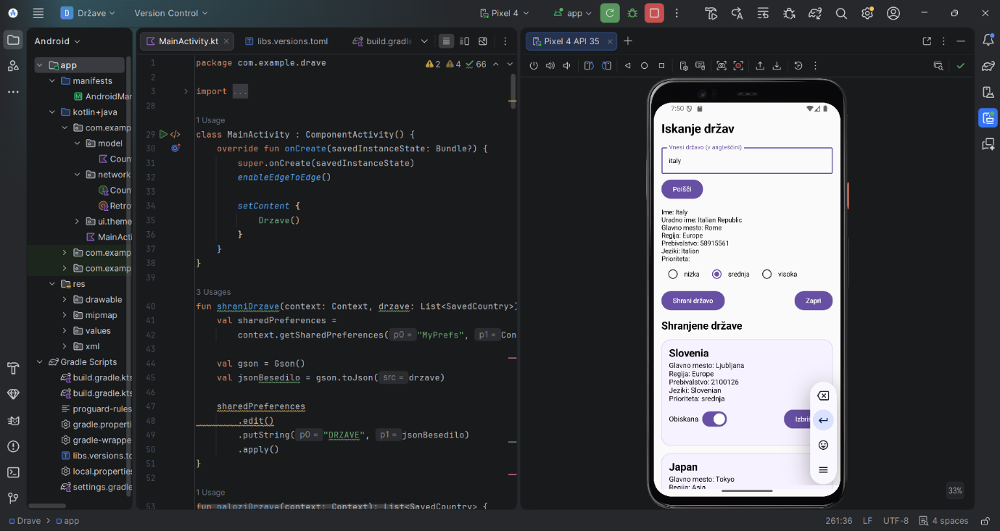 D Države Version Control Pixel 4 app
Android
app
manifests
AndroidMan
kotlin+java
com.examp
model
Coun
network
Coun
Retro
ui.theme
MainActi
com.examp
com.examp
res
drawable
mipmap
values
xml
Gradle Scripts
build.gradle.kts
build.gradle.kts
proguard-rules
gradle.properti
gradle-wrappe
libs.versions.to
local.properties
settings.gradle
MainActivity.kt libs.versions.toml build.gradle
2 4 66
1 package com.example.drave
2
3 import ...
28
1 Usage
29 class MainActivity : ComponentActivity() {
30 override fun onCreate(savedInstanceState: Bundle?) {
31 super.onCreate(savedInstanceState)
32 enableEdgeToEdge()
33
34 setContent {
35 Drzave()
36 }
37 }
38 }
39
3 Usages
40 fun shraniDrzave(context: Context, drzave: List<SavedCountry>)
41 val sharedPreferences =
42 context.getSharedPreferences( p0 = "MyPrefs", p1 = Con
43
44 val gson = Gson()
45 val jsonBesedilo = gson.toJson( src = drzave)
46
47 sharedPreferences
48 .edit()
49 .putString( p0 = "DRZAVE", p1 = jsonBesedilo)
50 .apply()
51 }
52
1 Usage
53 fun naloziDrzave(context: Context): List<SavedCountry> {
Pixel 4 API 35
7:50
Iskanje držav
Vnesi državo (v angleščini)
italy
Poišči
Ime: Italy
Uradno ime: Italian Republic
Glavno mesto: Rome
Regija: Europe
Prebivalstvo: 58915561
Jeziki: Italian
Prioriteta:
nizka srednja visoka
Shrani državo Zapri
Shranjene države
Slovenia
Glavno mesto: Ljubljana
Regija: Europe
Prebivalstvo: 2100126
Jeziki: Slovenian
Prioriteta: srednja
Obiskana Izbris
Japan
Glavno mesto: Tokyo
Regija: Asia
33%
Drave > app 261:36 LF UTF-8 4 spaces